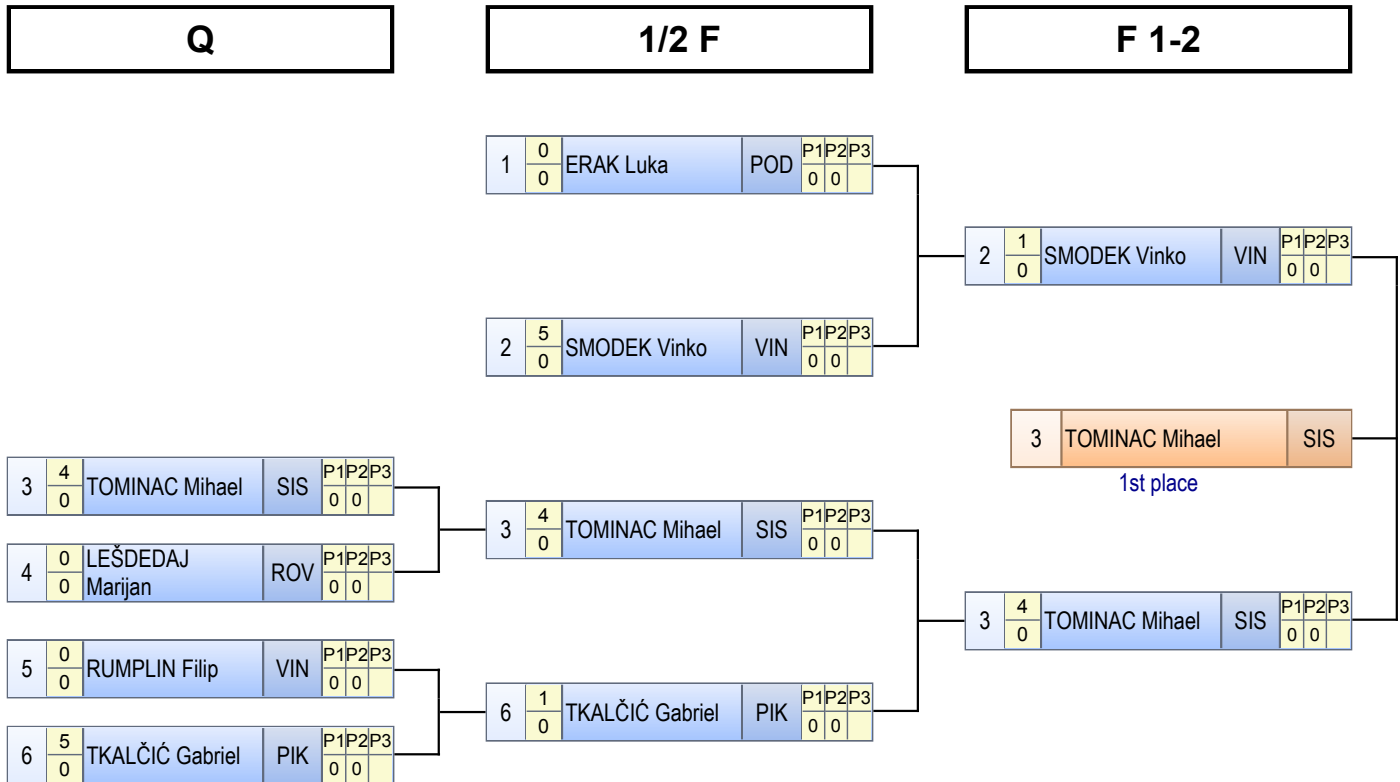 Q 1/2 F F 1-2
1 0 ERAK Luka POD P1 P2 P3
0 0 0
2 1 SMODEK Vinko VIN P1 P2 P3
0 0 0
2 5 SMODEK Vinko VIN P1 P2 P3
0 0 0
3 TOMINAC Mihael SIS
1st place
3 4 TOMINAC Mihael SIS P1 P2 P3
0 0 0
3 4 TOMINAC Mihael SIS P1 P2 P3
0 0 0
4 0 LEŠDEDAJ ROV P1 P2 P3
0 Marijan 0 0
3 4 TOMINAC Mihael SIS P1 P2 P3
0 0 0
5 0 RUMPLIN Filip VIN P1 P2 P3
0 0 0
6 1 TKALČIĆ Gabriel PIK P1 P2 P3
0 0 0
6 5 TKALČIĆ Gabriel PIK P1 P2 P3
0 0 0